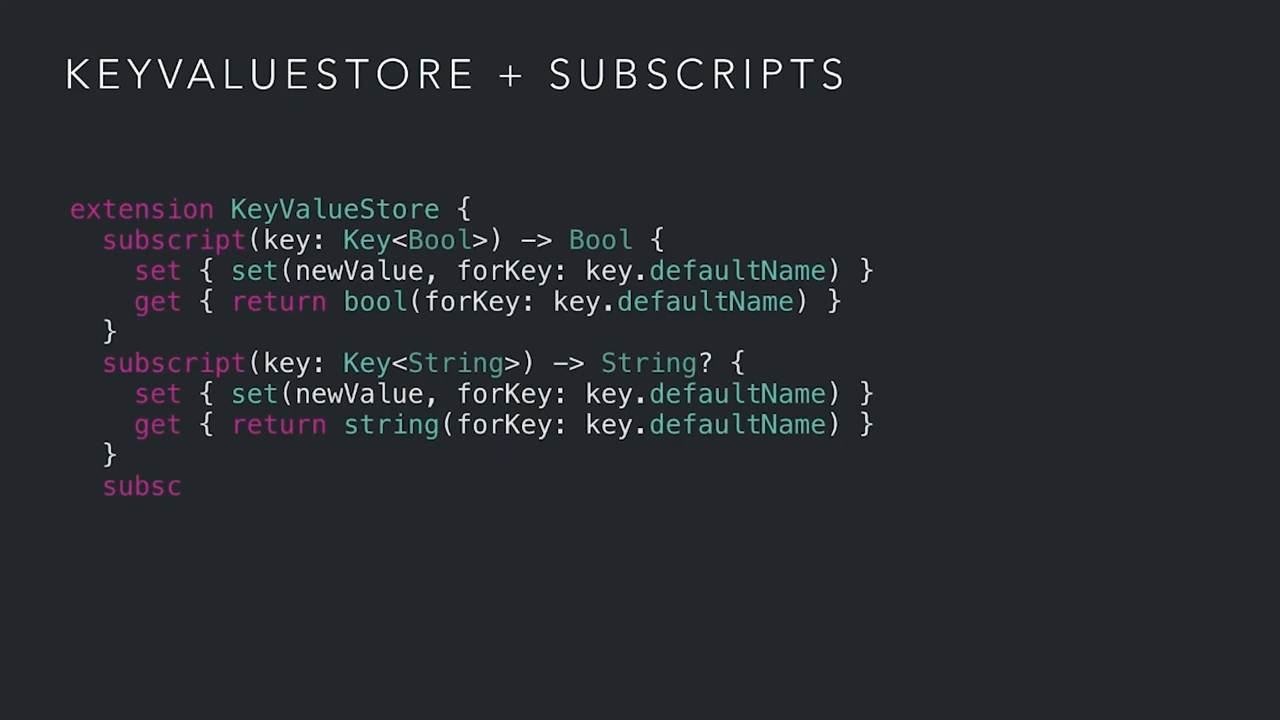 KEYVALUESTORE + SUBSCRIPTS
extension KeyValueStore {
  subscript(key: Key<Bool>) -> Bool {
    set { set(newValue, forKey: key.defaultName) }
    get { return bool(forKey: key.defaultName) }
  }
  subscript(key: Key<String>) -> String? {
    set { set(newValue, forKey: key.defaultName) }
    get { return string(forKey: key.defaultName) }
  }
  subsc